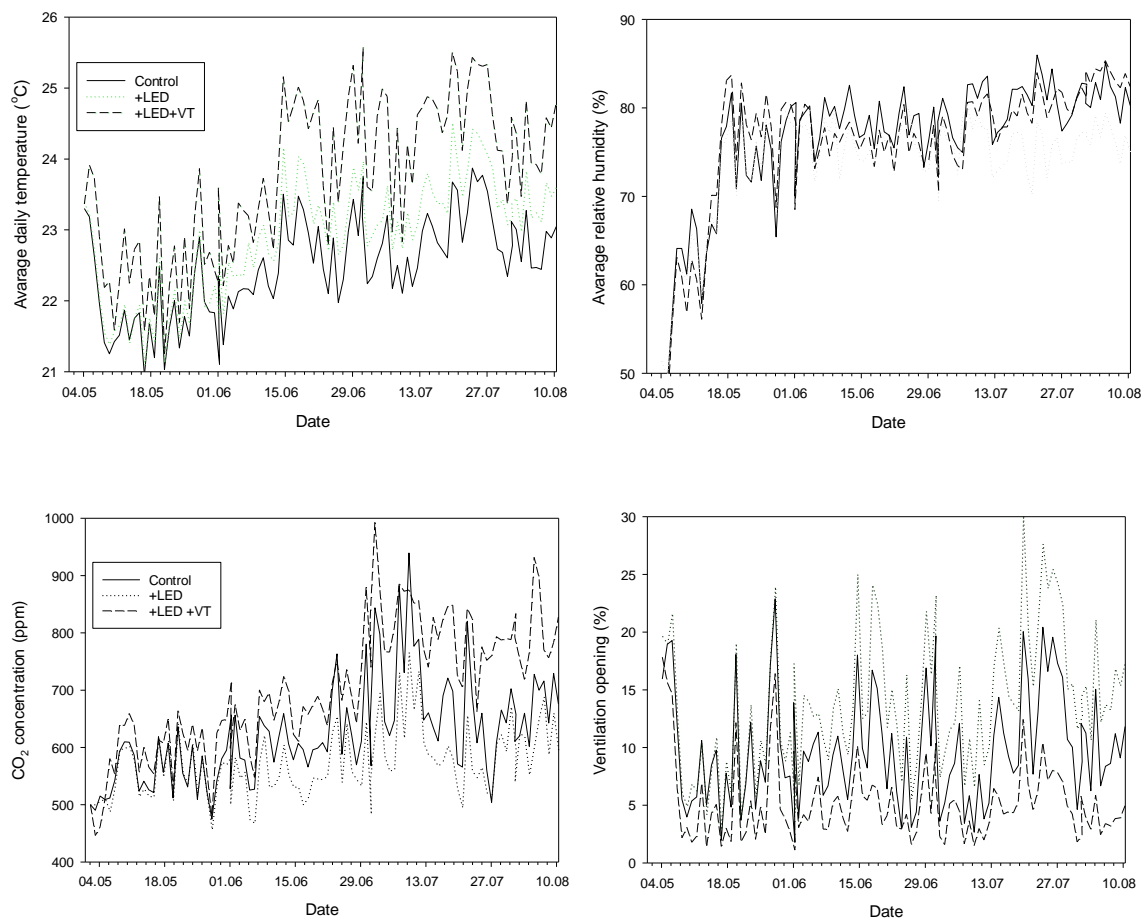 Avarage daily temperature (°C)
26
25
24
23
22
21
Control
+LED
+LED+VT
04.05 18.05 01.06 15.06 29.06 13.07 27.07 10.08
Date
Avarage relative humidity (%)
90
80
70
60
50
04.05 18.05 01.06 15.06 29.06 13.07 27.07 10.08
Date
CO₂ concentration (ppm)
1000
900
800
700
600
500
400
Control
+LED
+LED +VT
04.05 18.05 01.06 15.06 29.06 13.07 27.07 10.08
Date
Ventilation opening (%)
30
25
20
15
10
5
0
04.05 18.05 01.06 15.06 29.06 13.07 27.07 10.08
Date